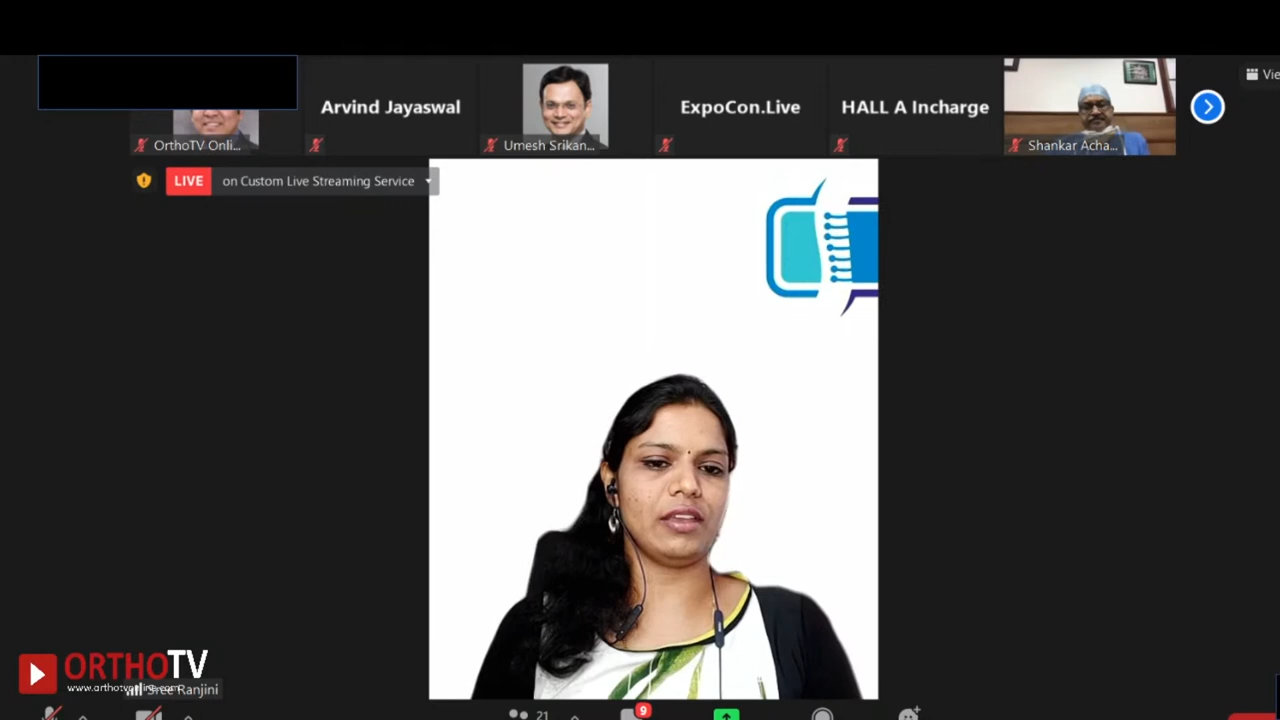 Arvind Jayaswal
ExpoCon.Live
HALL A Incharge
Vie
OrthoTV Onli...
Umesh Srikan...
Shankar Acha...
LIVE on Custom Live Streaming Service
ORTHOTV
Sree Ranjini
21
9